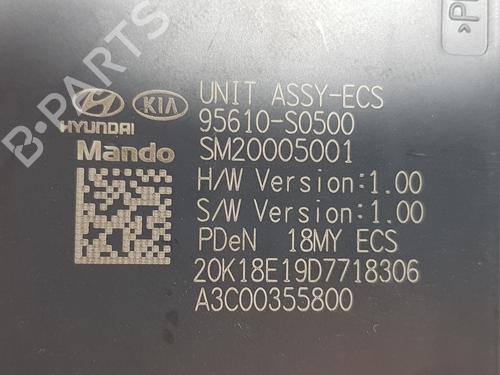 B-PARTS
UNIT ASSY-ECS
HYUNDAI KIA 95610-S0500
Mando SM20005001
H/W Version:1.00
S/W Version:1.00
PDeN 18MY ECS
20K18E19D7718306
A3C00355800